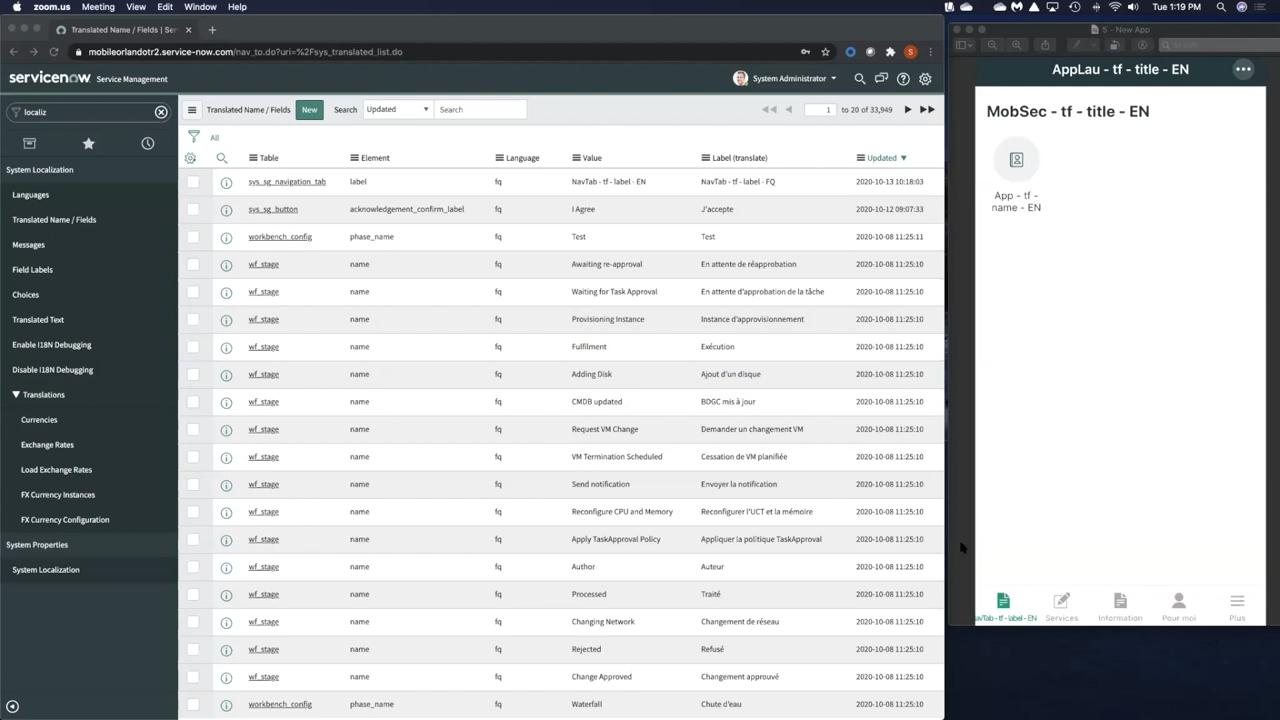 zoom.us Meeting View Edit Window Help
Tue 1:19 PM
Translated Name / Fields | Ser
mobileorlandotr2.service-now.com/nav_to.do?uri=%2Fsys_translated_list.do
S
servicenow Service Management
System Administrator
localiz
System Localization
Languages
Translated Name / Fields
Messages
Field Labels
Choices
Translated Text
Enable I18N Debugging
Disable I18N Debugging
Translations
Currencies
Exchange Rates
Load Exchange Rates
FX Currency Instances
FX Currency Configuration
System Properties
System Localization
Translated Name / Fields New Search Updated Search 1 to 20 of 33,949
All
Table Element Language Value Label (translate) Updated
sys_sg_navigation_tab label fq NavTab - tf - label - EN NavTab - tf - label - FQ 2020-10-13 10:18:03
sys_sg_button acknowledgement_confirm_label fq I Agree J'accepte 2020-10-12 09:07:33
workbench_config phase_name fq Test Test 2020-10-08 11:25:11
wf_stage name fq Awaiting re-approval En attente de réapprobation 2020-10-08 11:25:10
wf_stage name fq Waiting for Task Approval En attente d'approbation de la tâche 2020-10-08 11:25:10
wf_stage name fq Provisioning Instance Instance d'approvisionnement 2020-10-08 11:25:10
wf_stage name fq Fulfilment Exécution 2020-10-08 11:25:10
wf_stage name fq Adding Disk Ajout d'un disque 2020-10-08 11:25:10
wf_stage name fq CMDB updated BDGC mis à jour 2020-10-08 11:25:10
wf_stage name fq Request VM Change Demander un changement VM 2020-10-08 11:25:10
wf_stage name fq VM Termination Scheduled Cessation de VM planifiée 2020-10-08 11:25:10
wf_stage name fq Send notification Envoyer la notification 2020-10-08 11:25:10
wf_stage name fq Reconfigure CPU and Memory Reconfigurer l'UCT et la mémoire 2020-10-08 11:25:10
wf_stage name fq Apply TaskApproval Policy Appliquer la politique TaskApproval 2020-10-08 11:25:10
wf_stage name fq Author Auteur 2020-10-08 11:25:10
wf_stage name fq Processed Traité 2020-10-08 11:25:10
wf_stage name fq Changing Network Changement de réseau 2020-10-08 11:25:10
wf_stage name fq Rejected Refusé 2020-10-08 11:25:10
wf_stage name fq Change Approved Changement approuvé 2020-10-08 11:25:10
workbench_config phase_name fq Waterfall Chute d'eau 2020-10-08 11:25:10
5 - New App
Search
AppLau - tf - title - EN
MobSec - tf - title - EN
App - tf -
name - EN
avTab - tf - label - EN Services Information Pour moi Plus